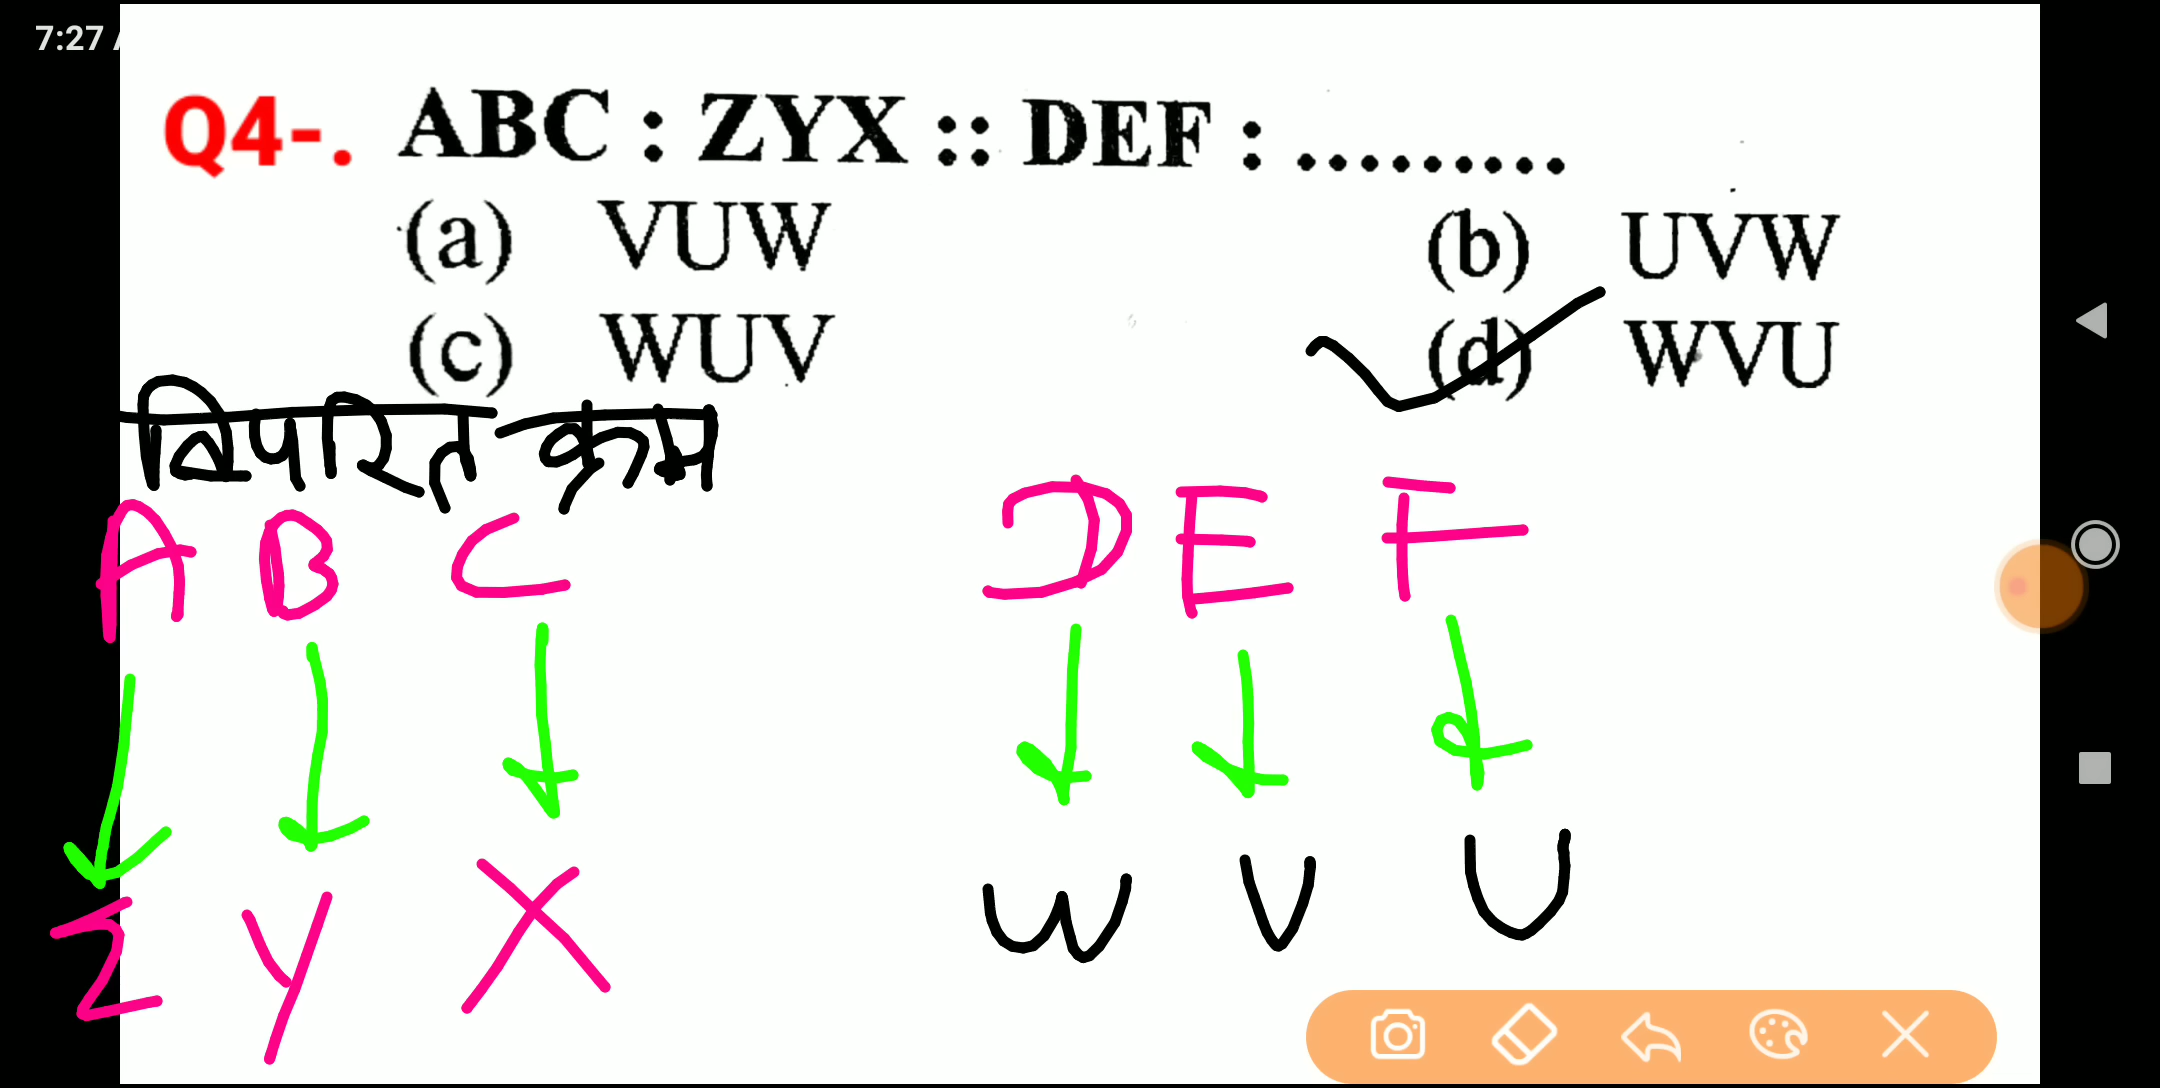 7:27
Q4-. ABC : ZYX :: DEF : .........
(a) VUW (b) UVW
(c) WUV (d) WVU
विपरित क्रम
A B C D E F
Z Y X W V U